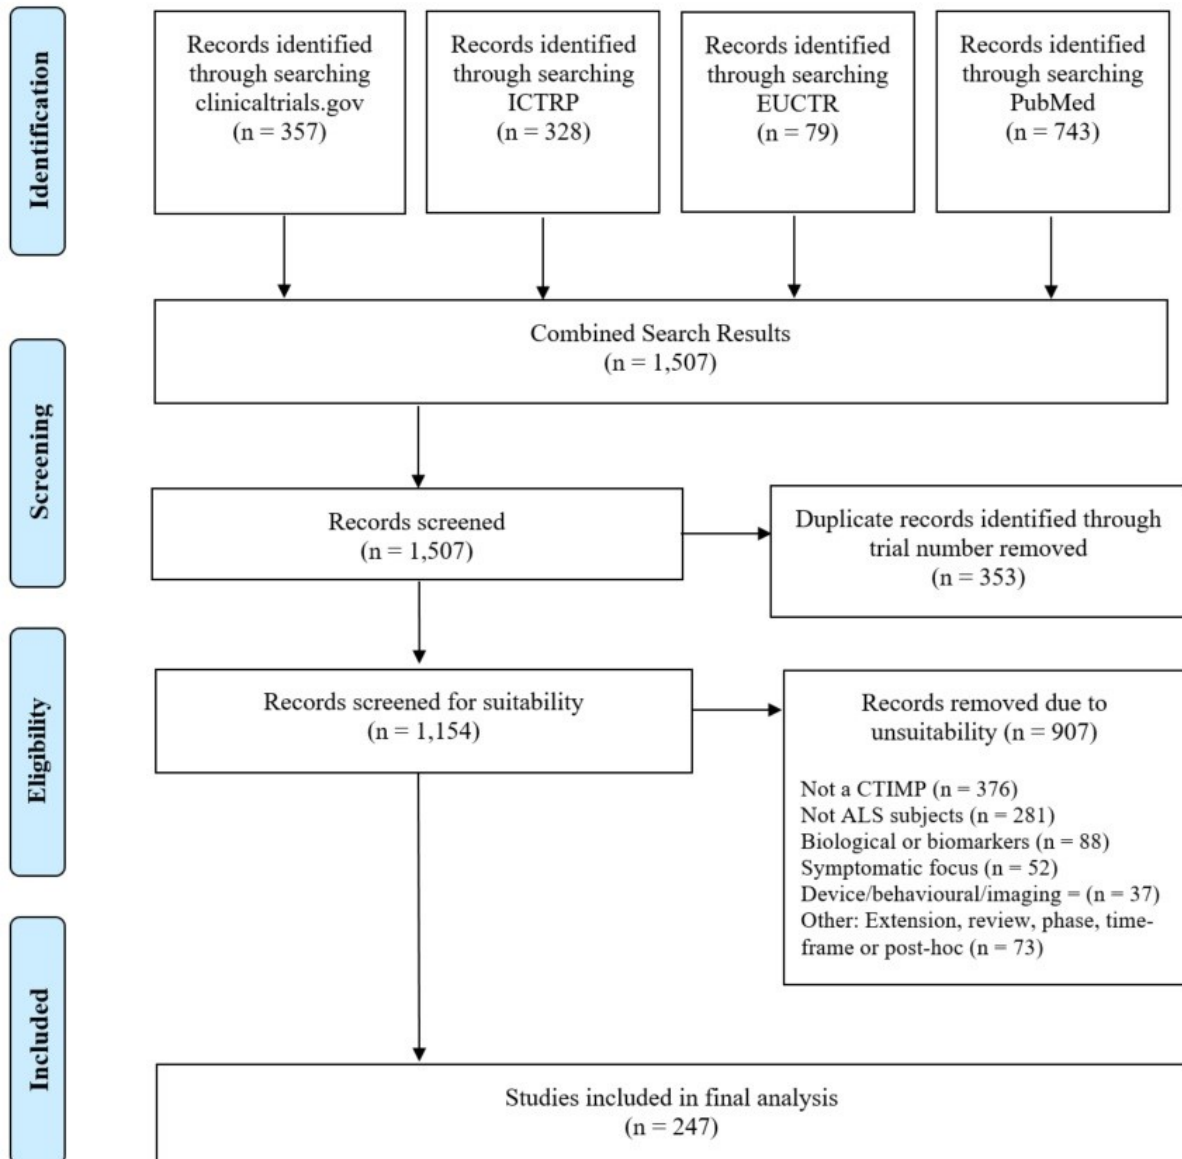 Identification
Records identified
through searching
clinicaltrials.gov
(n = 357)
Records identified
through searching
ICTRP
(n = 328)
Records identified
through searching
EUCTR
(n = 79)
Records identified
through searching
PubMed
(n = 743)
Combined Search Results
(n = 1,507)
Screening
Records screened
(n = 1,507)
Duplicate records identified through
trial number removed
(n = 353)
Eligibility
Records screened for suitability
(n = 1,154)
Records removed due to
unsuitability (n = 907)
Not a CTIMP (n = 376)
Not ALS subjects (n = 281)
Biological or biomarkers (n = 88)
Symptomatic focus (n = 52)
Device/behavioural/imaging = (n = 37)
Other: Extension, review, phase, time-
frame or post-hoc (n = 73)
Included
Studies included in final analysis
(n = 247)